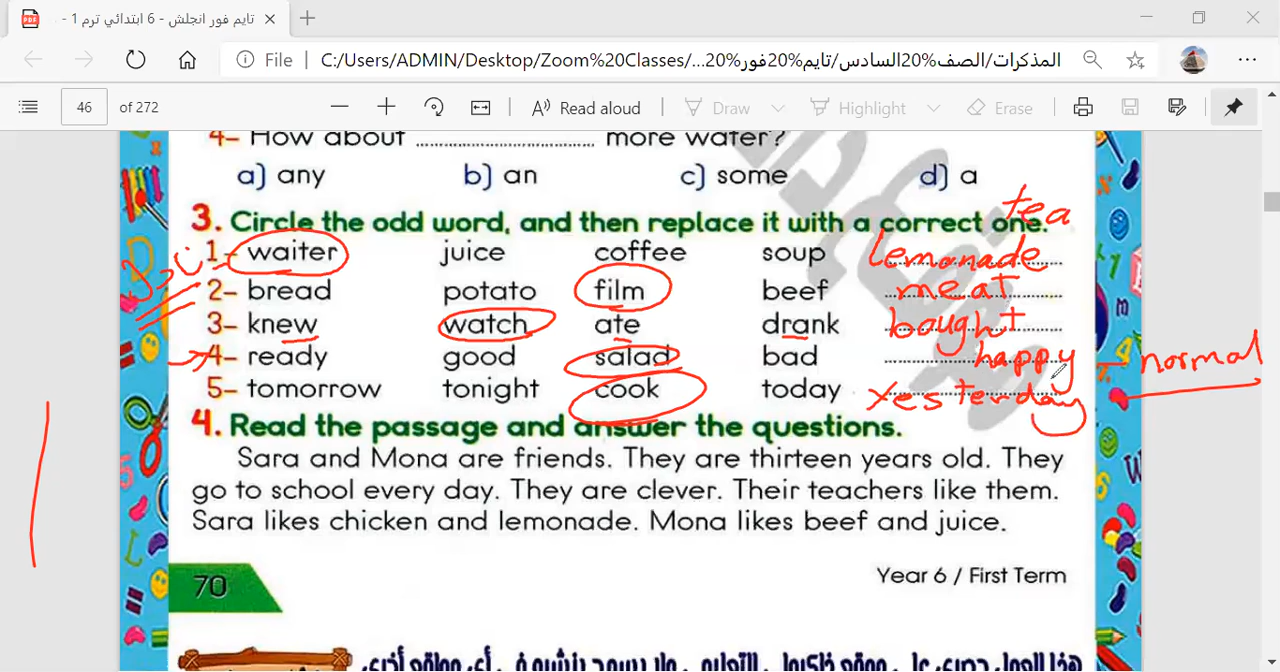 تايم فور انجلش - 6 ابتدائي ترم 1 -
File C:/Users/ADMIN/Desktop/Zoom%20Classes/المذكرات/الصف%20السادس/تايم%20فور%20...
46 of 272 Read aloud Draw Highlight Erase
4- How about .............................. more water?
a) any b) an c) some d) a
tea
3. Circle the odd word, and then replace it with a correct one.
1- waiter juice coffee soup lemonade
2- bread potato film beef meat
3- knew watch ate drank bought
4- ready good salad bad happy normal
5- tomorrow tonight cook today yesterday
4. Read the passage and answer the questions.
Sara and Mona are friends. They are thirteen years old. They
go to school every day. They are clever. Their teachers like them.
Sara likes chicken and lemonade. Mona likes beef and juice.
70 Year 6 / First Term